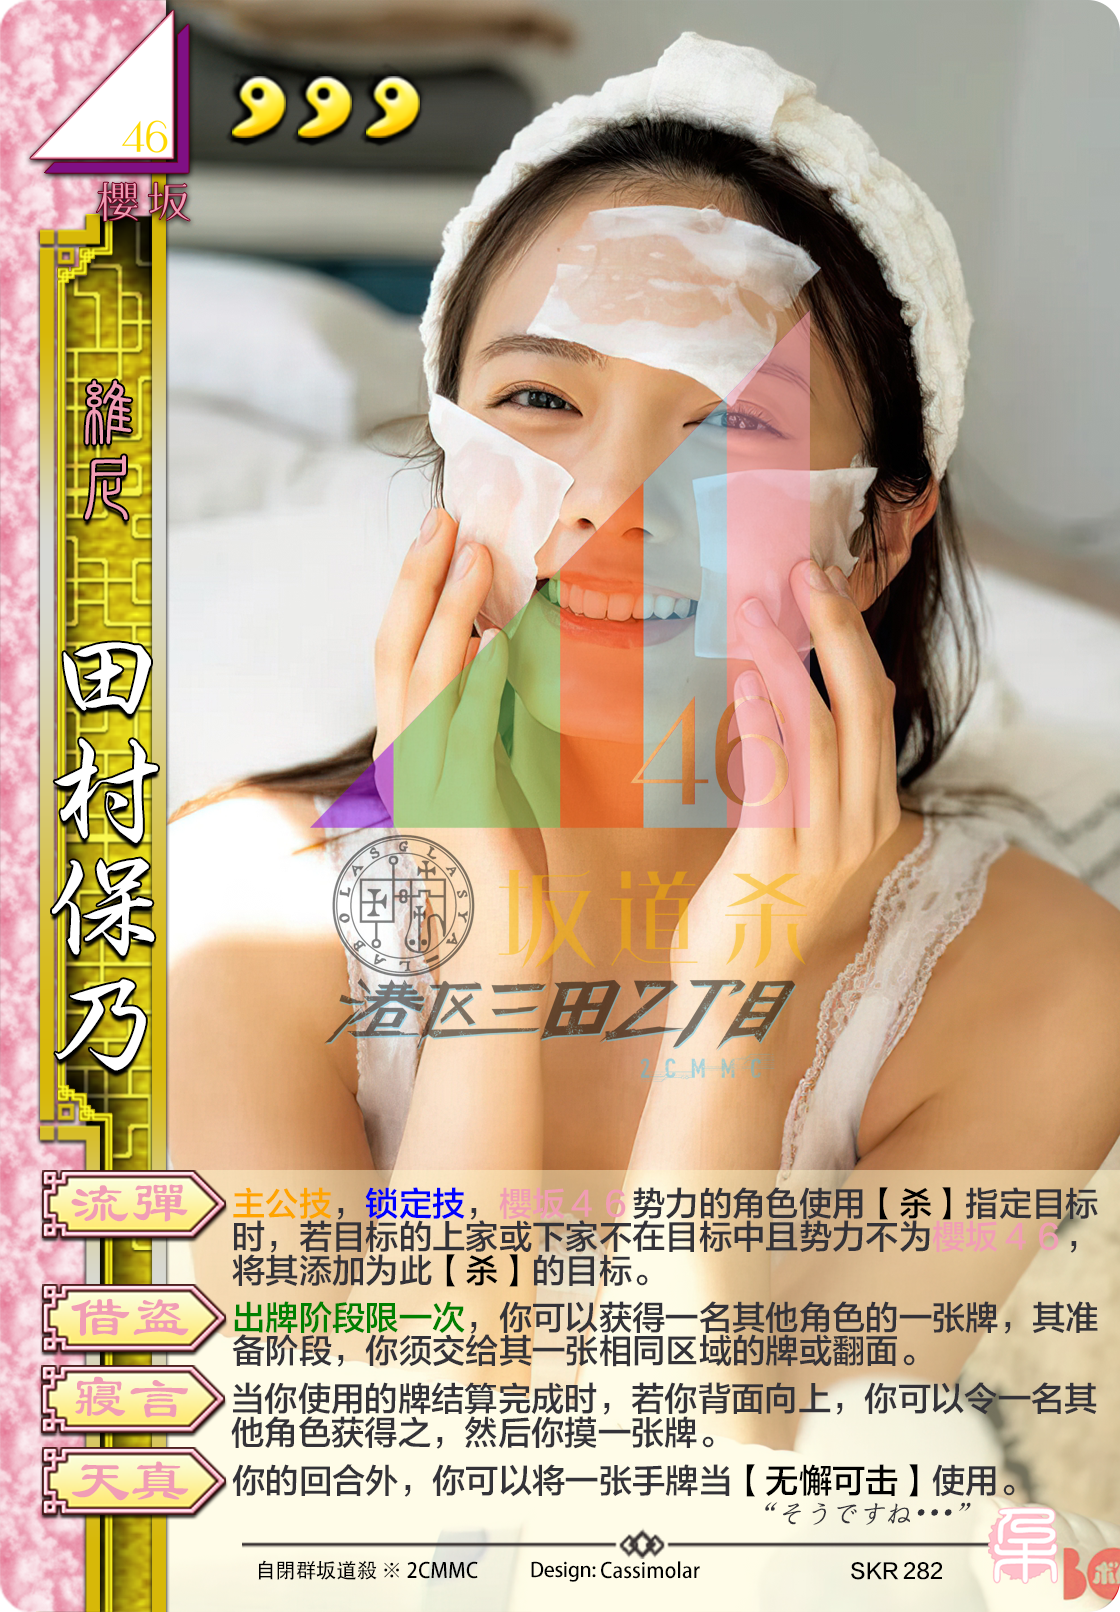 46
櫻坂
維尼
田村保乃
46
GLASYALABOLAS
坂道杀
港区三田乙丁目
2CMMC
流彈
主公技，锁定技，櫻坂４６势力的角色使用【杀】指定目标
时，若目标的上家或下家不在目标中且势力不为櫻坂４６，
将其添加为此【杀】的目标。
借盗
出牌阶段限一次，你可以获得一名其他角色的一张牌，其准
备阶段，你须交给其一张相同区域的牌或翻面。
寢言
当你使用的牌结算完成时，若你背面向上，你可以令一名其
他角色获得之，然后你摸一张牌。
天真
你的回合外，你可以将一张手牌当【无懈可击】使用。
“そうですね・・・”
自閉群坂道殺 ※ 2CMMC
Design: Cassimolar
SKR 282